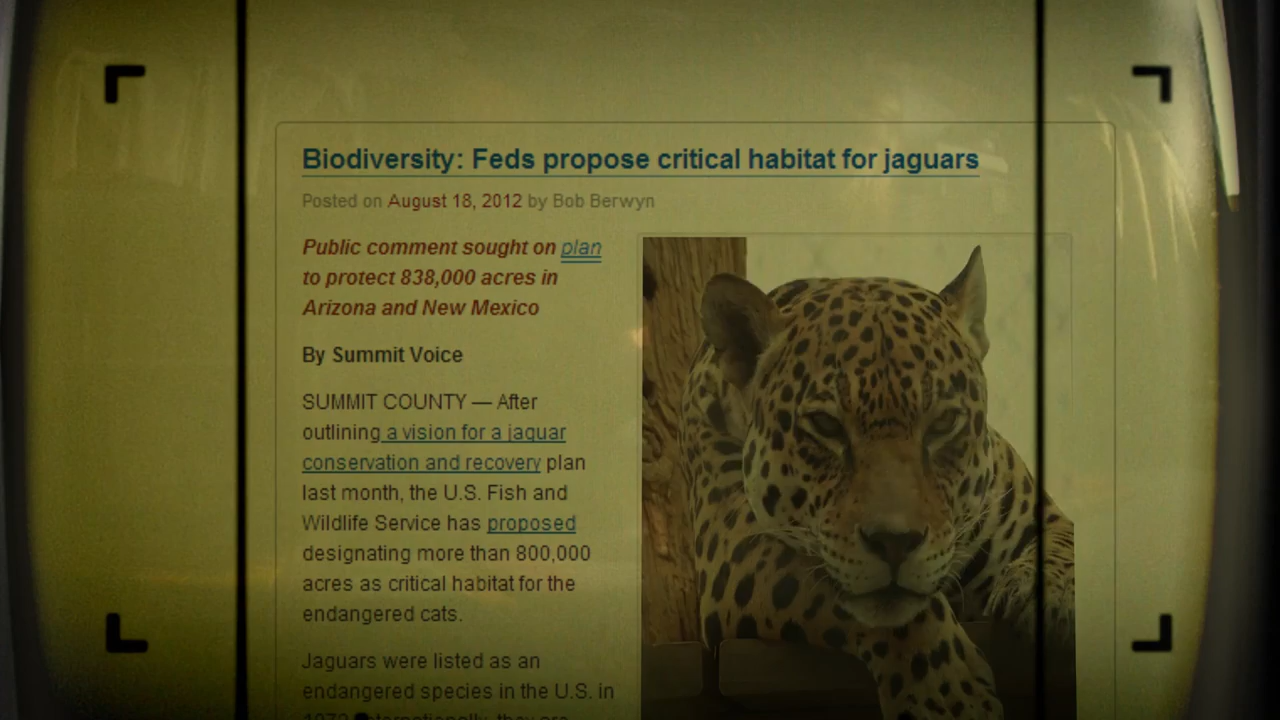 Biodiversity: Feds propose critical habitat for jaguars
Posted on August 18, 2012 by Bob Berwyn
Public comment sought on plan
to protect 838,000 acres in
Arizona and New Mexico
By Summit Voice
SUMMIT COUNTY — After
outlining a vision for a jaguar
conservation and recovery plan
last month, the U.S. Fish and
Wildlife Service has proposed
designating more than 800,000
acres as critical habitat for the
endangered cats.
Jaguars were listed as an
endangered species in the U.S. in